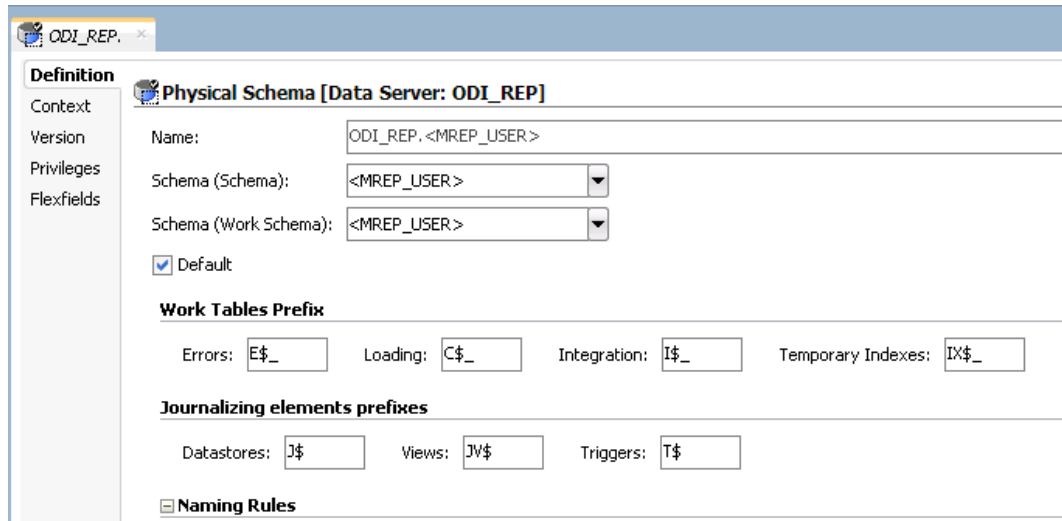 ODI_REP.
Definition
Context
Version
Privileges
Flexfields
Physical Schema [Data Server: ODI_REP]
Name: ODI_REP.<MREP_USER>
Schema (Schema): <MREP_USER>
Schema (Work Schema): <MREP_USER>
Default
Work Tables Prefix
Errors: E$_ Loading: C$_ Integration: I$_ Temporary Indexes: IX$_
Journalizing elements prefixes
Datastores: J$ Views: JV$ Triggers: T$
Naming Rules